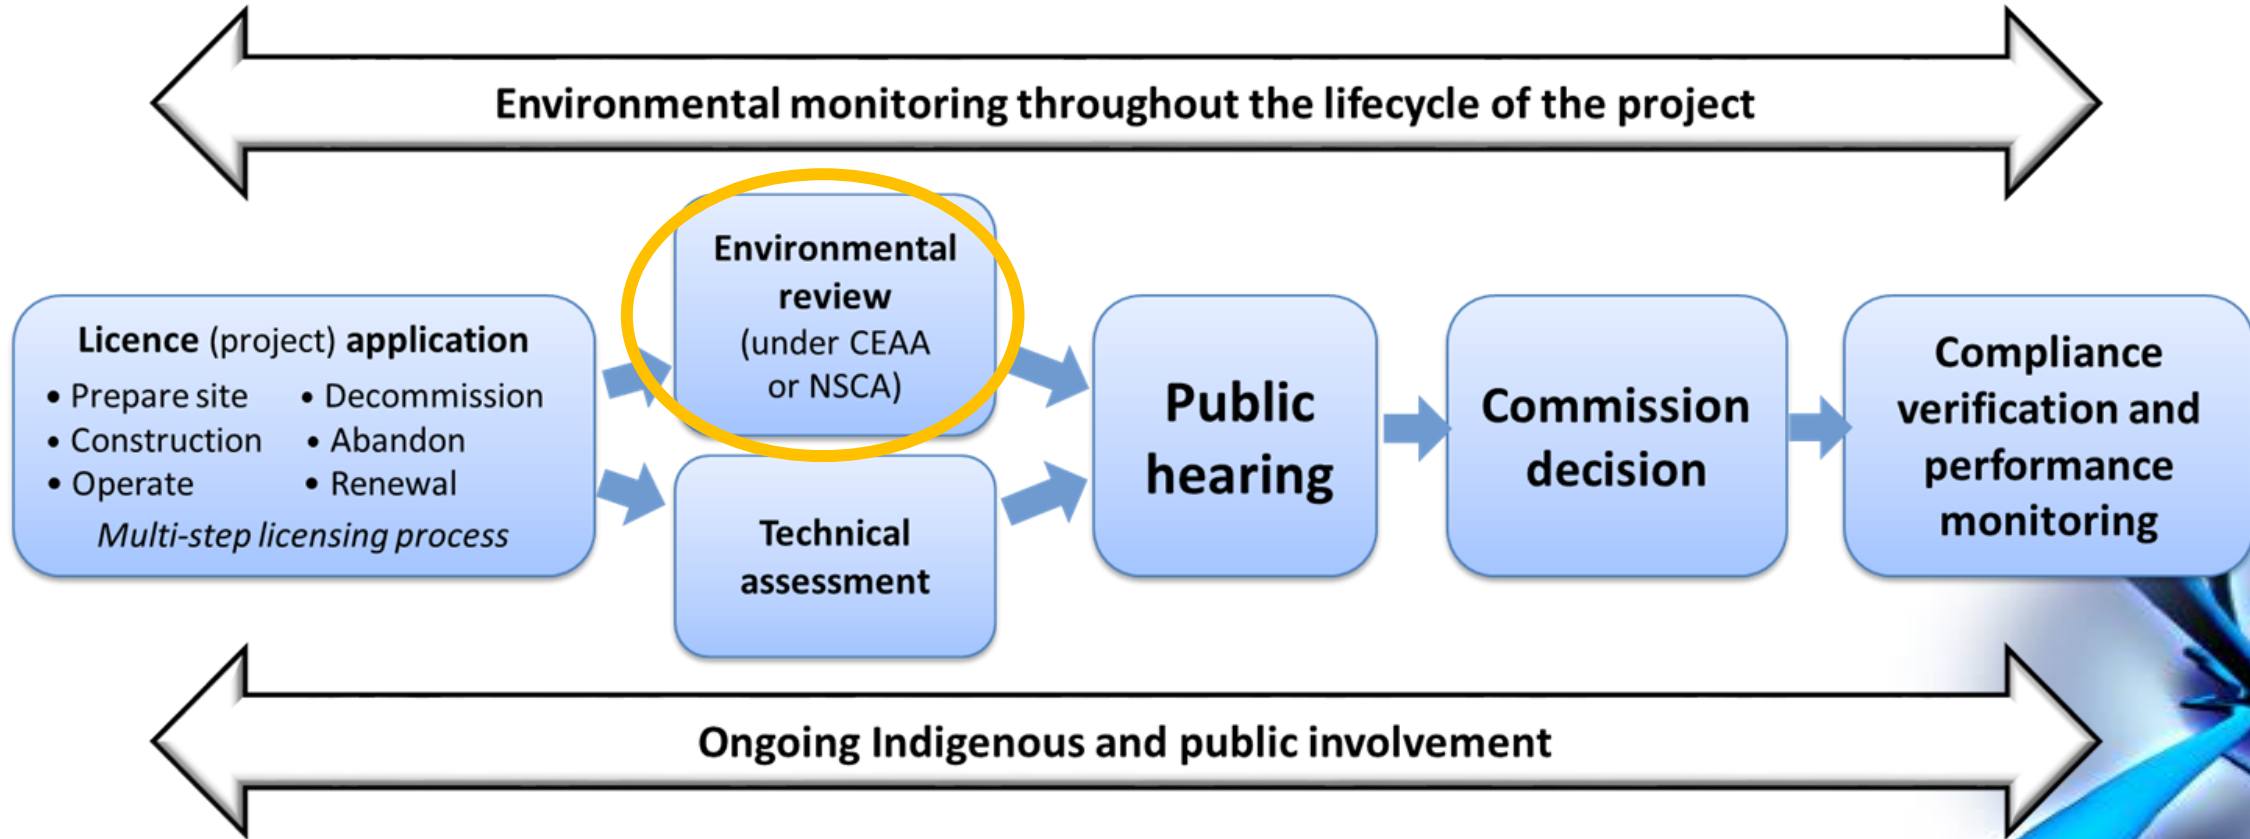 Environmental monitoring throughout the lifecycle of the project
Licence (project) application
• Prepare site
• Construction
• Operate
• Decommission
• Abandon
• Renewal
Multi-step licensing process
Environmental
review
(under CEAA
or NSCA)
Technical
assessment
Public
hearing
Commission
decision
Compliance
verification and
performance
monitoring
Ongoing Indigenous and public involvement